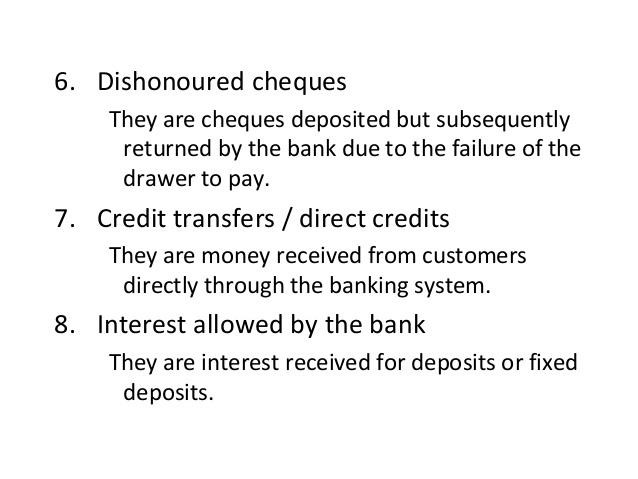 6. Dishonoured cheques
They are cheques deposited but subsequently
returned by the bank due to the failure of the
drawer to pay.
7. Credit transfers / direct credits
They are money received from customers
directly through the banking system.
8. Interest allowed by the bank
They are interest received for deposits or fixed
deposits.